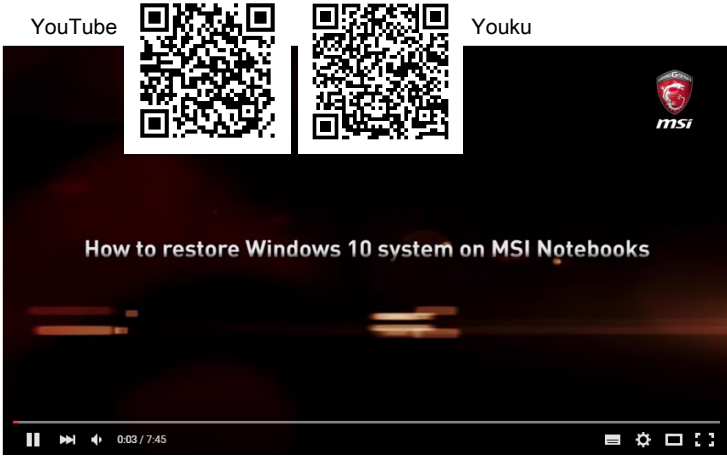 YouTube
Youku
msi
How to restore Windows 10 system on MSI Notebooks
0:03 / 7:45